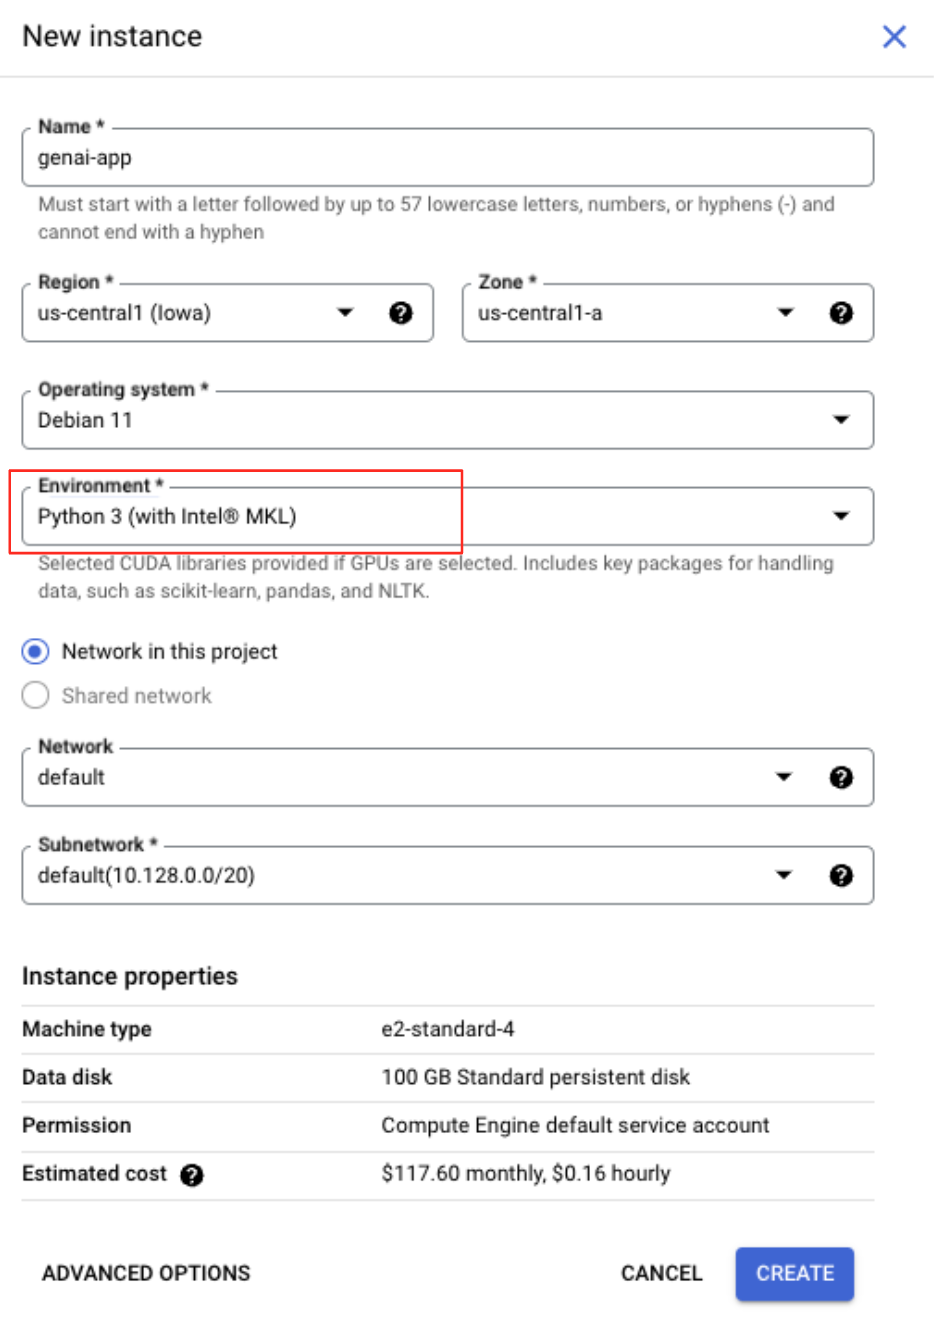 New instance
Name *
genai-app
Must start with a letter followed by up to 57 lowercase letters, numbers, or hyphens (-) and
cannot end with a hyphen
Region *
us-central1 (Iowa)
Zone *
us-central1-a
Operating system *
Debian 11
Environment *
Python 3 (with Intel® MKL)
Selected CUDA libraries provided if GPUs are selected. Includes key packages for handling
data, such as scikit-learn, pandas, and NLTK.
Network in this project
Shared network
Network
default
Subnetwork *
default(10.128.0.0/20)
Instance properties
Machine type e2-standard-4
Data disk 100 GB Standard persistent disk
Permission Compute Engine default service account
Estimated cost ? $117.60 monthly, $0.16 hourly
ADVANCED OPTIONS CANCEL CREATE